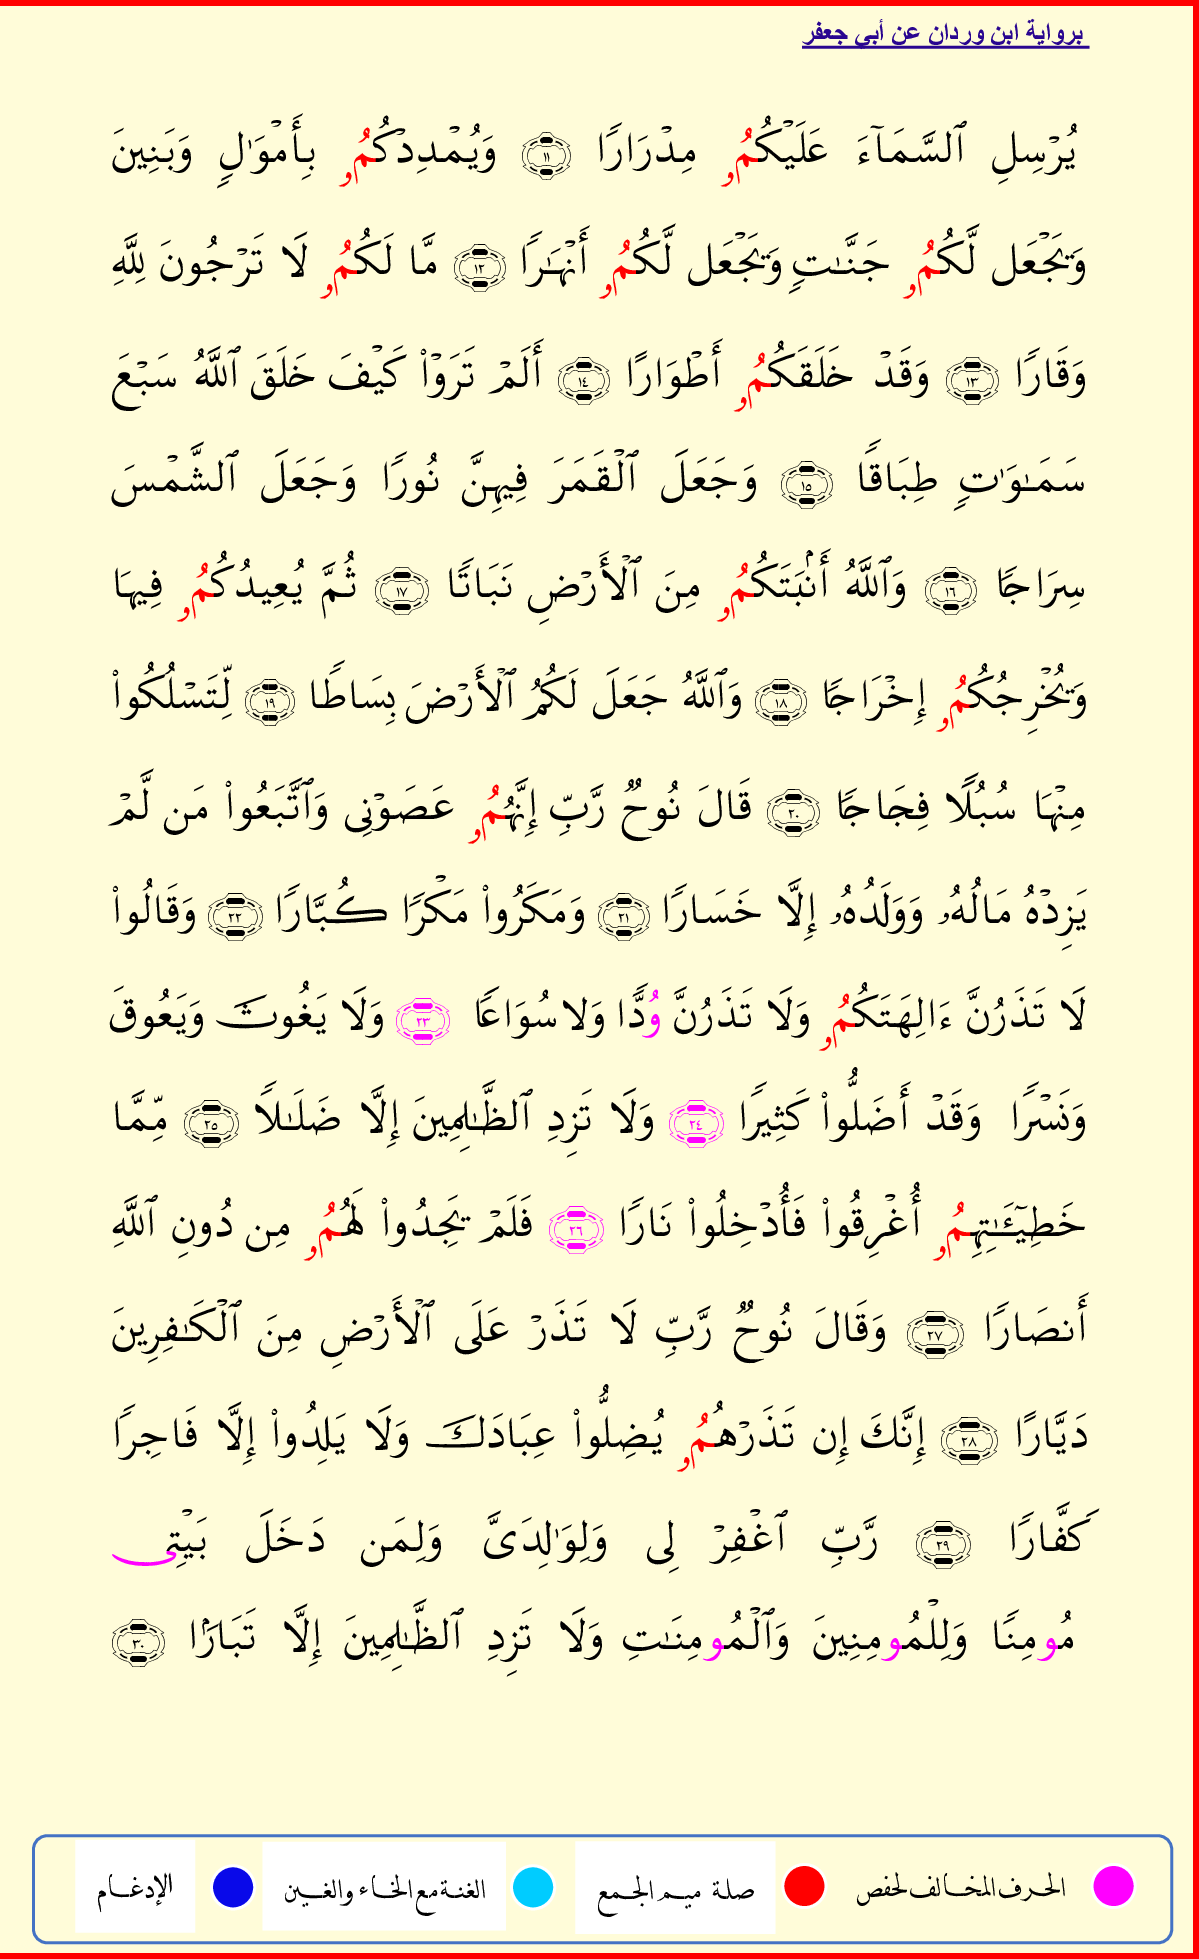 برواية ابن وردان عن أبي جعفر
يُرْسِلِ ٱلسَّمَآءَ عَلَيْكُمُۥ مِدْرَارًا ١١ وَيُمْدِدْكُمُۥ بِأَمْوَٰلٍ وَبَنِينَ
وَيَجْعَل لَّكُمُۥ جَنَّـٰتٍ وَيَجْعَل لَّكُمُۥ أَنْهَـٰرًا ١٢ مَّا لَكُمُۥ لَا تَرْجُونَ لِلَّهِ
وَقَارًا ١٣ وَقَدْ خَلَقَكُمُۥ أَطْوَارًا ١٤ أَلَمْ تَرَوْا۟ كَيْفَ خَلَقَ ٱللَّهُ سَبْعَ
سَمَـٰوَٰتٍ طِبَاقًا ١٥ وَجَعَلَ ٱلْقَمَرَ فِيهِنَّ نُورًا وَجَعَلَ ٱلشَّمْسَ
سِرَاجًا ١٦ وَٱللَّهُ أَنۢبَتَكُمُۥ مِنَ ٱلْأَرْضِ نَبَاتًا ١٧ ثُمَّ يُعِيدُكُمُۥ فِيهَا
وَيُخْرِجُكُمُۥ إِخْرَاجًا ١٨ وَٱللَّهُ جَعَلَ لَكُمُ ٱلْأَرْضَ بِسَاطًا ١٩ لِّتَسْلُكُوا۟
مِنْهَا سُبُلًا فِجَاجًا ٢٠ قَالَ نُوحٌ رَّبِّ إِنَّهُمُۥ عَصَوْنِى وَٱتَّبَعُوا۟ مَن لَّمْ
يَزِدْهُ مَالُهُۥ وَوَلَدُهُۥ إِلَّا خَسَارًا ٢١ وَمَكَرُوا۟ مَكْرًا كُبَّارًا ٢٢ وَقَالُوا۟
لَا تَذَرُنَّ ءَالِهَتَكُمُۥ وَلَا تَذَرُنَّ وُدًّا وَلا سُوَاعًا ٢٣ وَلَا يَغُوثَ وَيَعُوقَ
وَنَسْرًا وَقَدْ أَضَلُّوا۟ كَثِيرًا ٢٤ وَلَا تَزِدِ ٱلظَّـٰلِمِينَ إِلَّا ضَلَـٰلًا ٢٥ مِّمَّا
خَطِيٓـَٔـٰتِهِمُۥ أُغْرِقُوا۟ فَأُدْخِلُوا۟ نَارًا ٢٦ فَلَمْ يَجِدُوا۟ لَهُمُۥ مِن دُونِ ٱللَّهِ
أَنصَارًا ٢٧ وَقَالَ نُوحٌ رَّبِّ لَا تَذَرْ عَلَى ٱلْأَرْضِ مِنَ ٱلْكَـٰفِرِينَ
دَيَّارًا ٢٨ إِنَّكَ إِن تَذَرْهُمُۥ يُضِلُّوا۟ عِبَادَكَ وَلَا يَلِدُوا۟ إِلَّا فَاجِرًا
كَفَّارًا ٢٩ رَّبِّ ٱغْفِرْ لِى وَلِوَٰلِدَىَّ وَلِمَن دَخَلَ بَيْتِى
مُومِنًا وَلِلْمُومِنِينَ وَٱلْمُومِنَـٰتِ وَلَا تَزِدِ ٱلظَّـٰلِمِينَ إِلَّا تَبَارًۢا ٣٠
الحرف المخالف لحفص صلة ميم الجمع الغنة مع الخاء والغين الإدغام